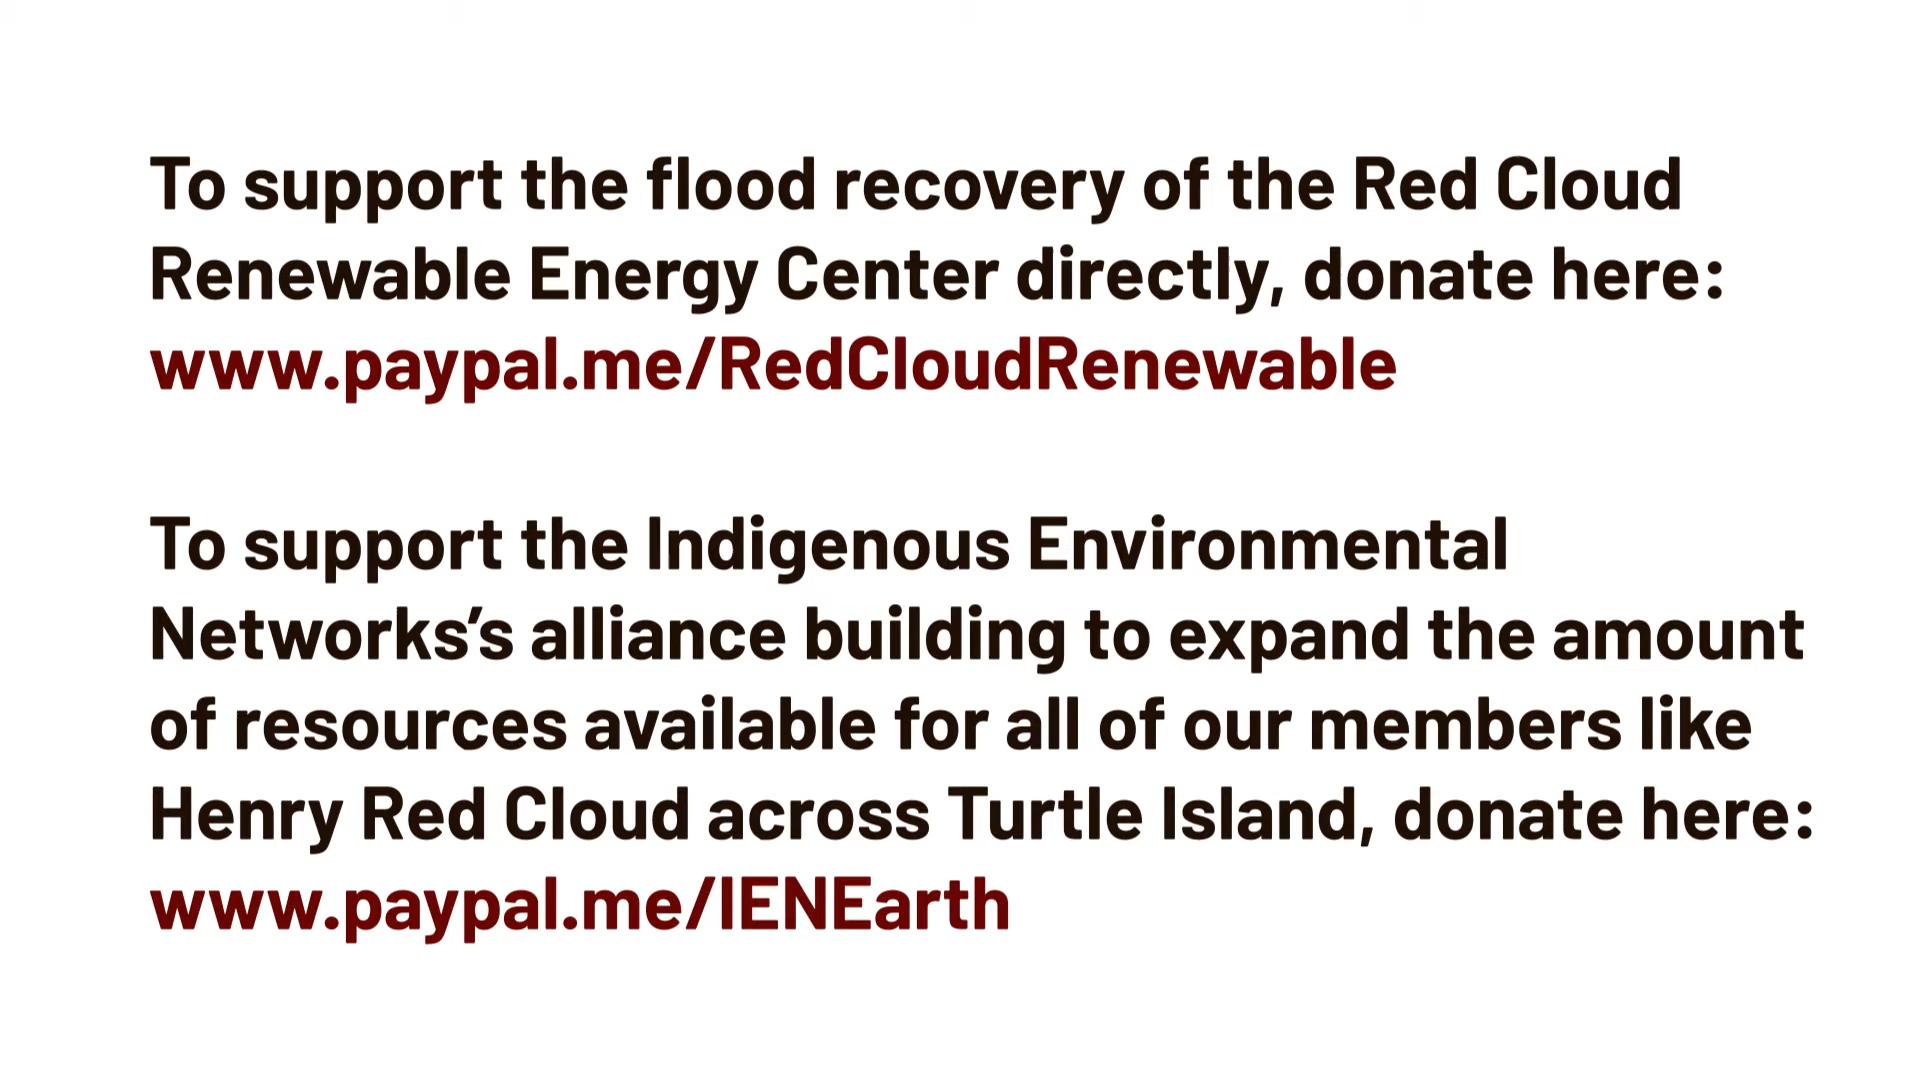 To support the flood recovery of the Red Cloud
Renewable Energy Center directly, donate here:
www.paypal.me/RedCloudRenewable
To support the Indigenous Environmental
Networks’s alliance building to expand the amount
of resources available for all of our members like
Henry Red Cloud across Turtle Island, donate here:
www.paypal.me/IENEarth